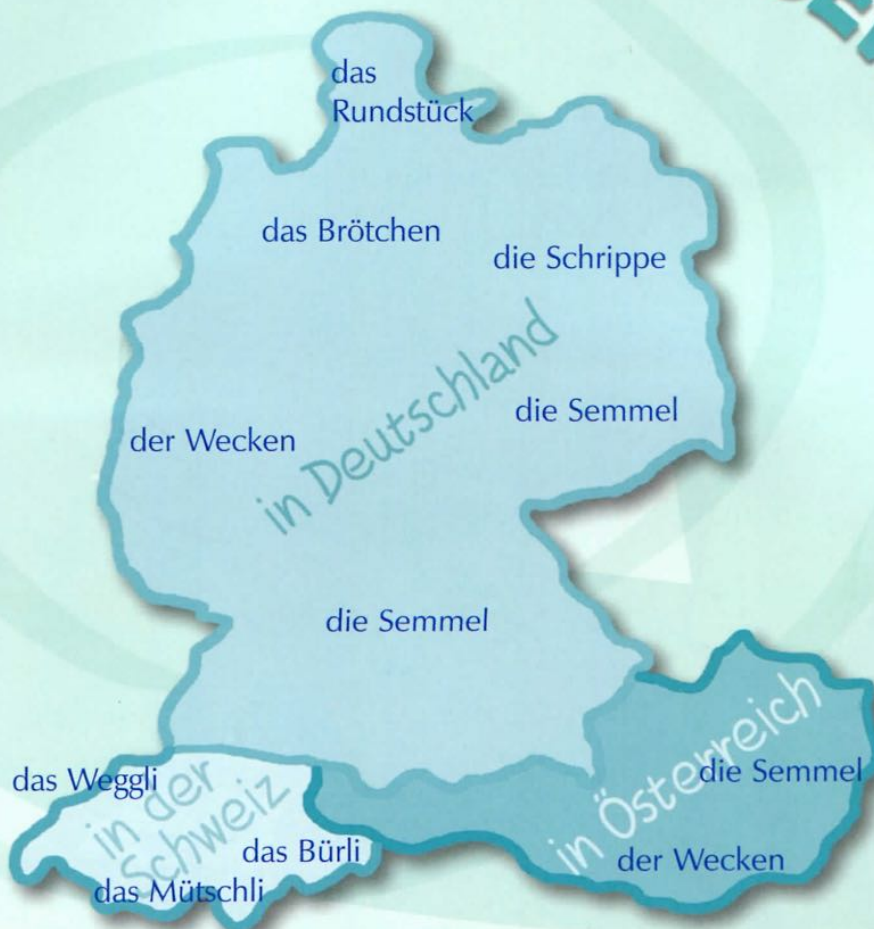 das
Rundstück
das Brötchen
die Schrippe
in Deutschland
die Semmel
der Wecken
die Semmel
das Weggli
in der
Schweiz
das Bürli
das Mütschli
in Österreich
die Semmel
der Wecken